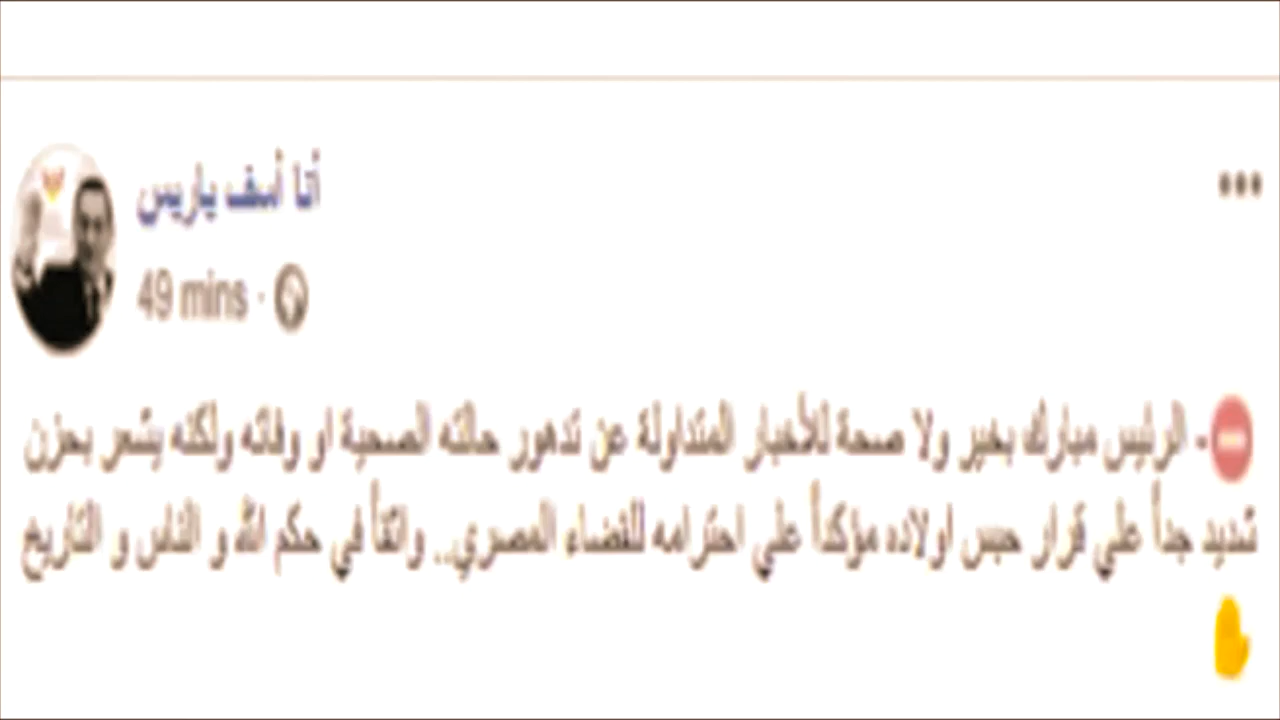 أنا أسف ياريس
49 mins ·
- الرئيس مبارك بخير ولا صحة للأخبار المتداولة عن تدهور حالته الصحية او وفاته ولكنه يشعر بحزن
شديد جداً علي قرار حبس اولاده مؤكداً علي احترامه للقضاء المصري.. واثقاً في حكم الله و الناس و التاريخ